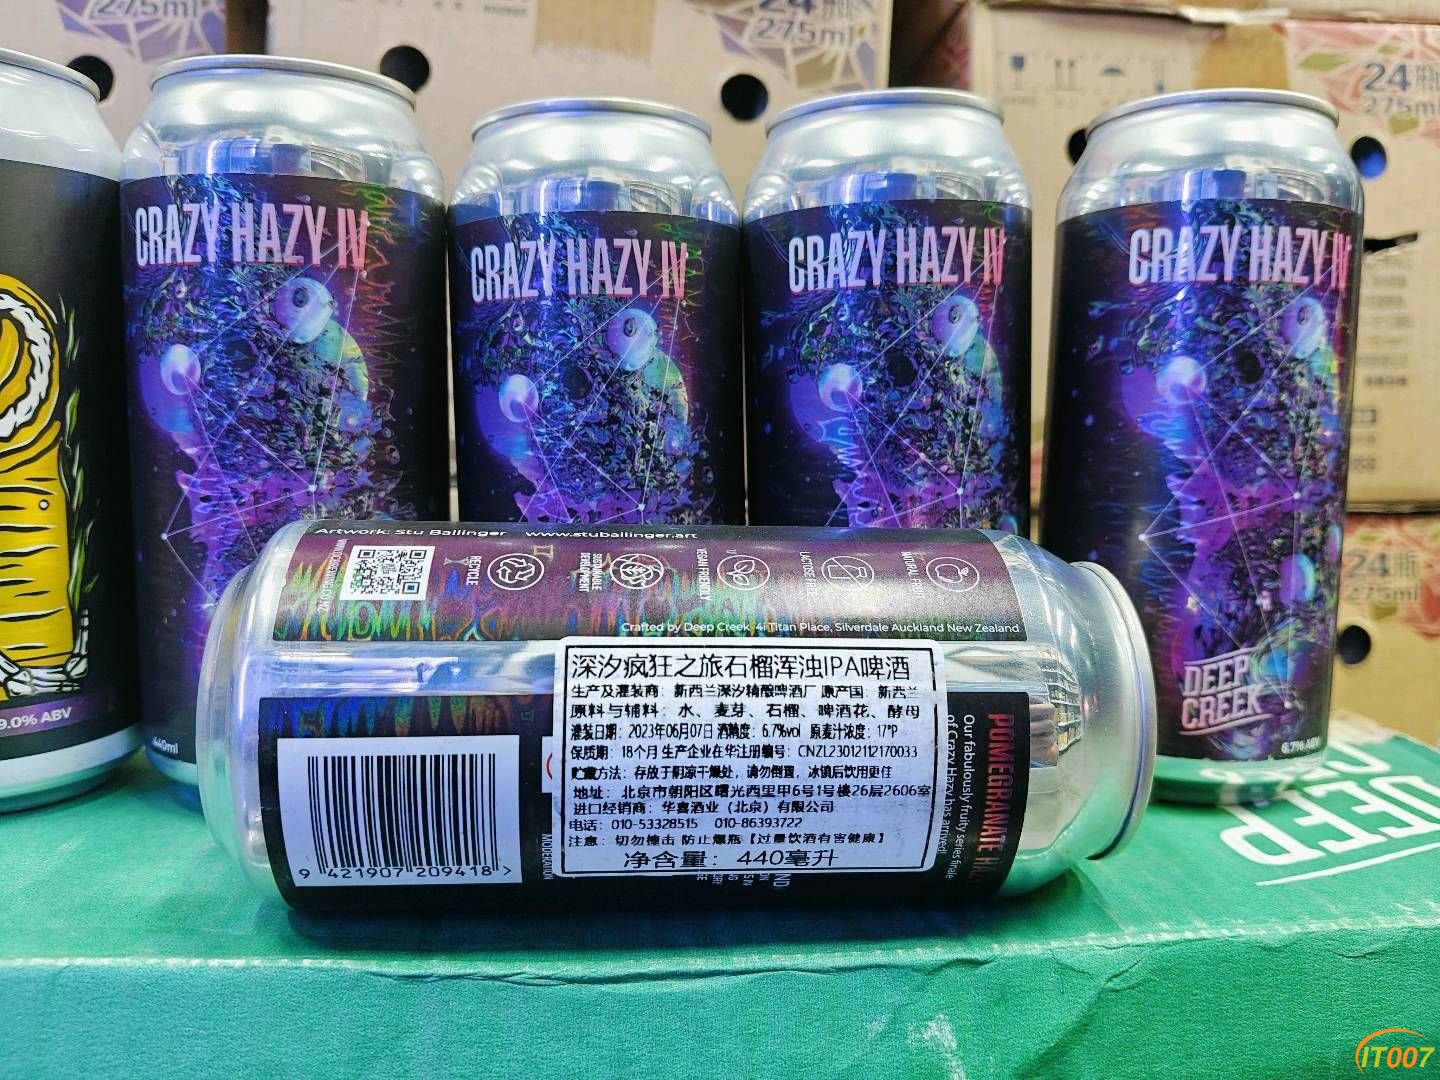 275ml
24瓶
275ml
24瓶
275ml
CRAZY HAZY IV
CRAZY HAZY IV
CRAZY HAZY IV
CRAZY HAZY IV
24瓶
275ml
9.0% ABV
440ml
DEEP
CREEK
6.7% ABV
Artwork: Stu Ballinger www.stuballinger.art
RECYCLE
SUSTAINABLE
DEVELOPMENT
VEGAN FRIENDLY
LACTOSE FREE
NATURAL FRUIT
Crafted by Deep Creek, 4i Titan Place, Silverdale Auckland New Zealand
深汐疯狂之旅石榴浑浊IPA啤酒
生产及灌装商：新西兰深汐精酿啤酒厂 原产国：新西兰
原料与辅料：水、麦芽、石榴、啤酒花、酵母
灌装日期：2023年06月07日 酒精度：6.7%vol 原麦汁浓度：17°P
保质期：18个月 生产企业在华注册编号：CNZL23012112170033
贮藏方法：存放于阴凉干燥处，请勿倒置，冰镇后饮用更佳
地址：北京市朝阳区曙光西里甲6号1号楼26层2606室
进口经销商：华喜酒业（北京）有限公司
电话：010-53328515 010-86393722
注意：切勿撞击 防止爆瓶【过量饮酒有害健康】
净含量：440毫升
9 421907 209418 >
MODERATION
POMEGRANATE HAZ
Our fabulously fruity series finale
of Crazy Hazy has arrived!
DEEP
IT007